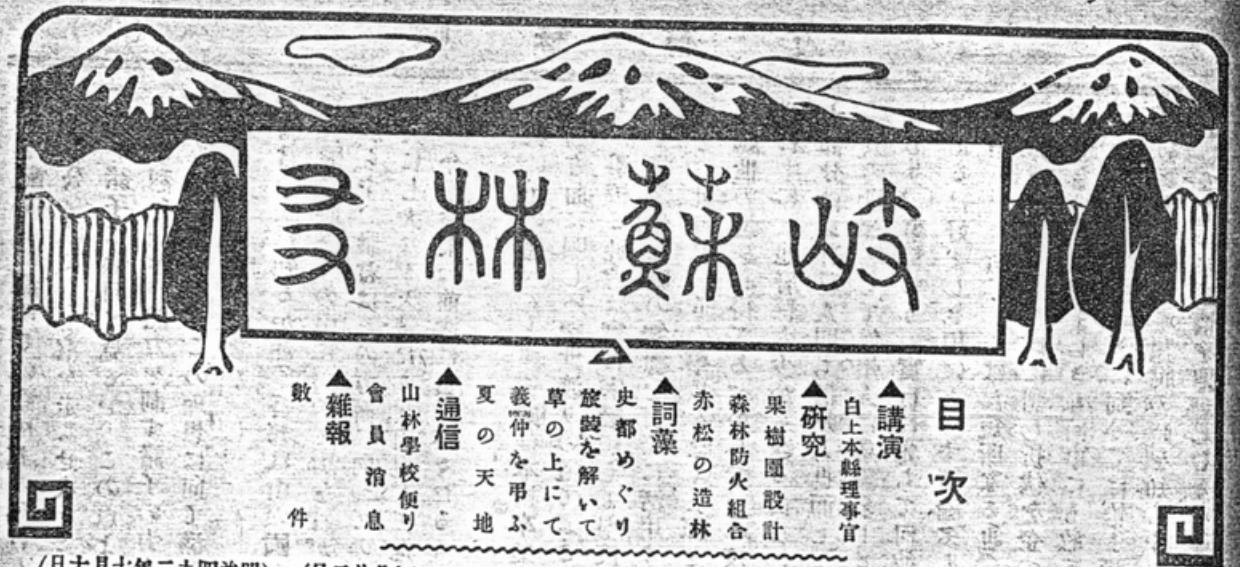 岐蘇林友
目次
▲講演
白上本縣理事官
▲研究
果樹園設計
森林防火組合
赤松の造林
▲詞藻
史都めぐり
旅裝を解いて
草の上にて
義仲を弔ふ
夏の天地
▲通信
山林學校便り
會員消息
▲雜報
數件